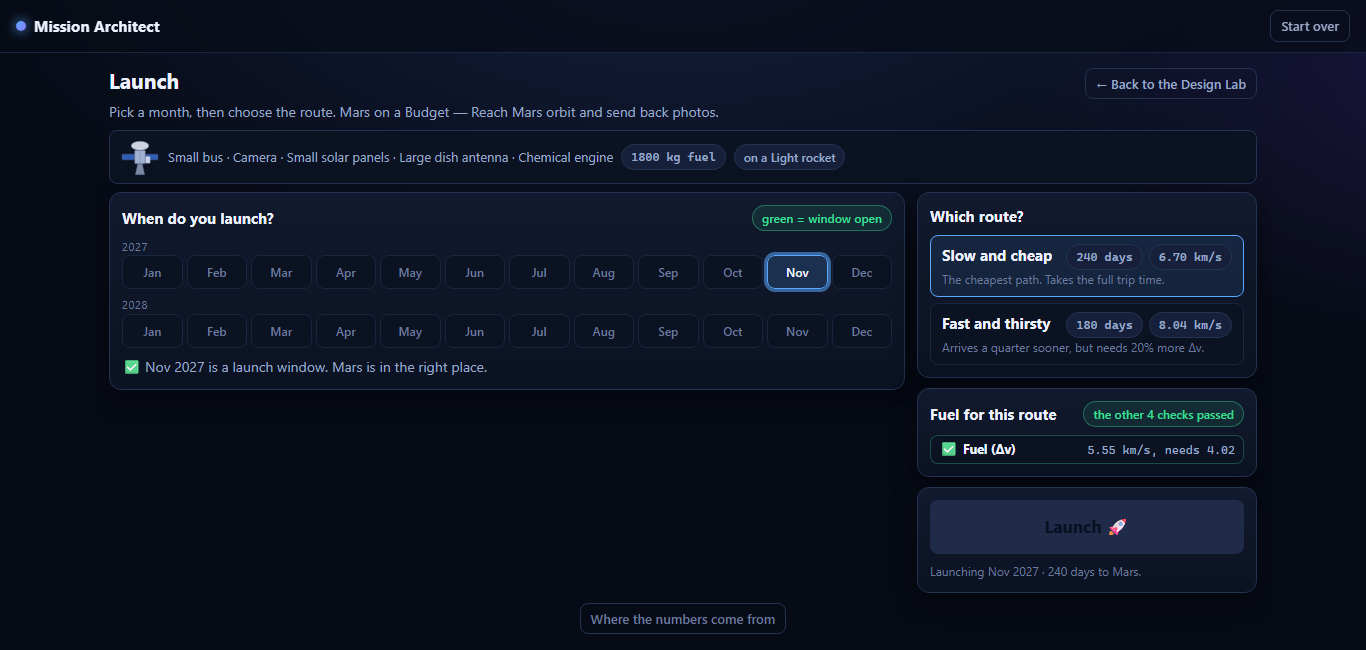 Mission Architect
Start over
Launch
← Back to the Design Lab
Pick a month, then choose the route. Mars on a Budget — Reach Mars orbit and send back photos.
Small bus · Camera · Small solar panels · Large dish antenna · Chemical engine 1800 kg fuel on a Light rocket
When do you launch?
green = window open
2027
Jan Feb Mar Apr May Jun Jul Aug Sep Oct Nov Dec
2028
Jan Feb Mar Apr May Jun Jul Aug Sep Oct Nov Dec
✅ Nov 2027 is a launch window. Mars is in the right place.
Which route?
Slow and cheap 240 days 6.70 km/s
The cheapest path. Takes the full trip time.
Fast and thirsty 180 days 8.04 km/s
Arrives a quarter sooner, but needs 20% more Δv.
Fuel for this route the other 4 checks passed
✅ Fuel (Δv) 5.55 km/s, needs 4.02
Launch 🚀
Launching Nov 2027 · 240 days to Mars.
Where the numbers come from